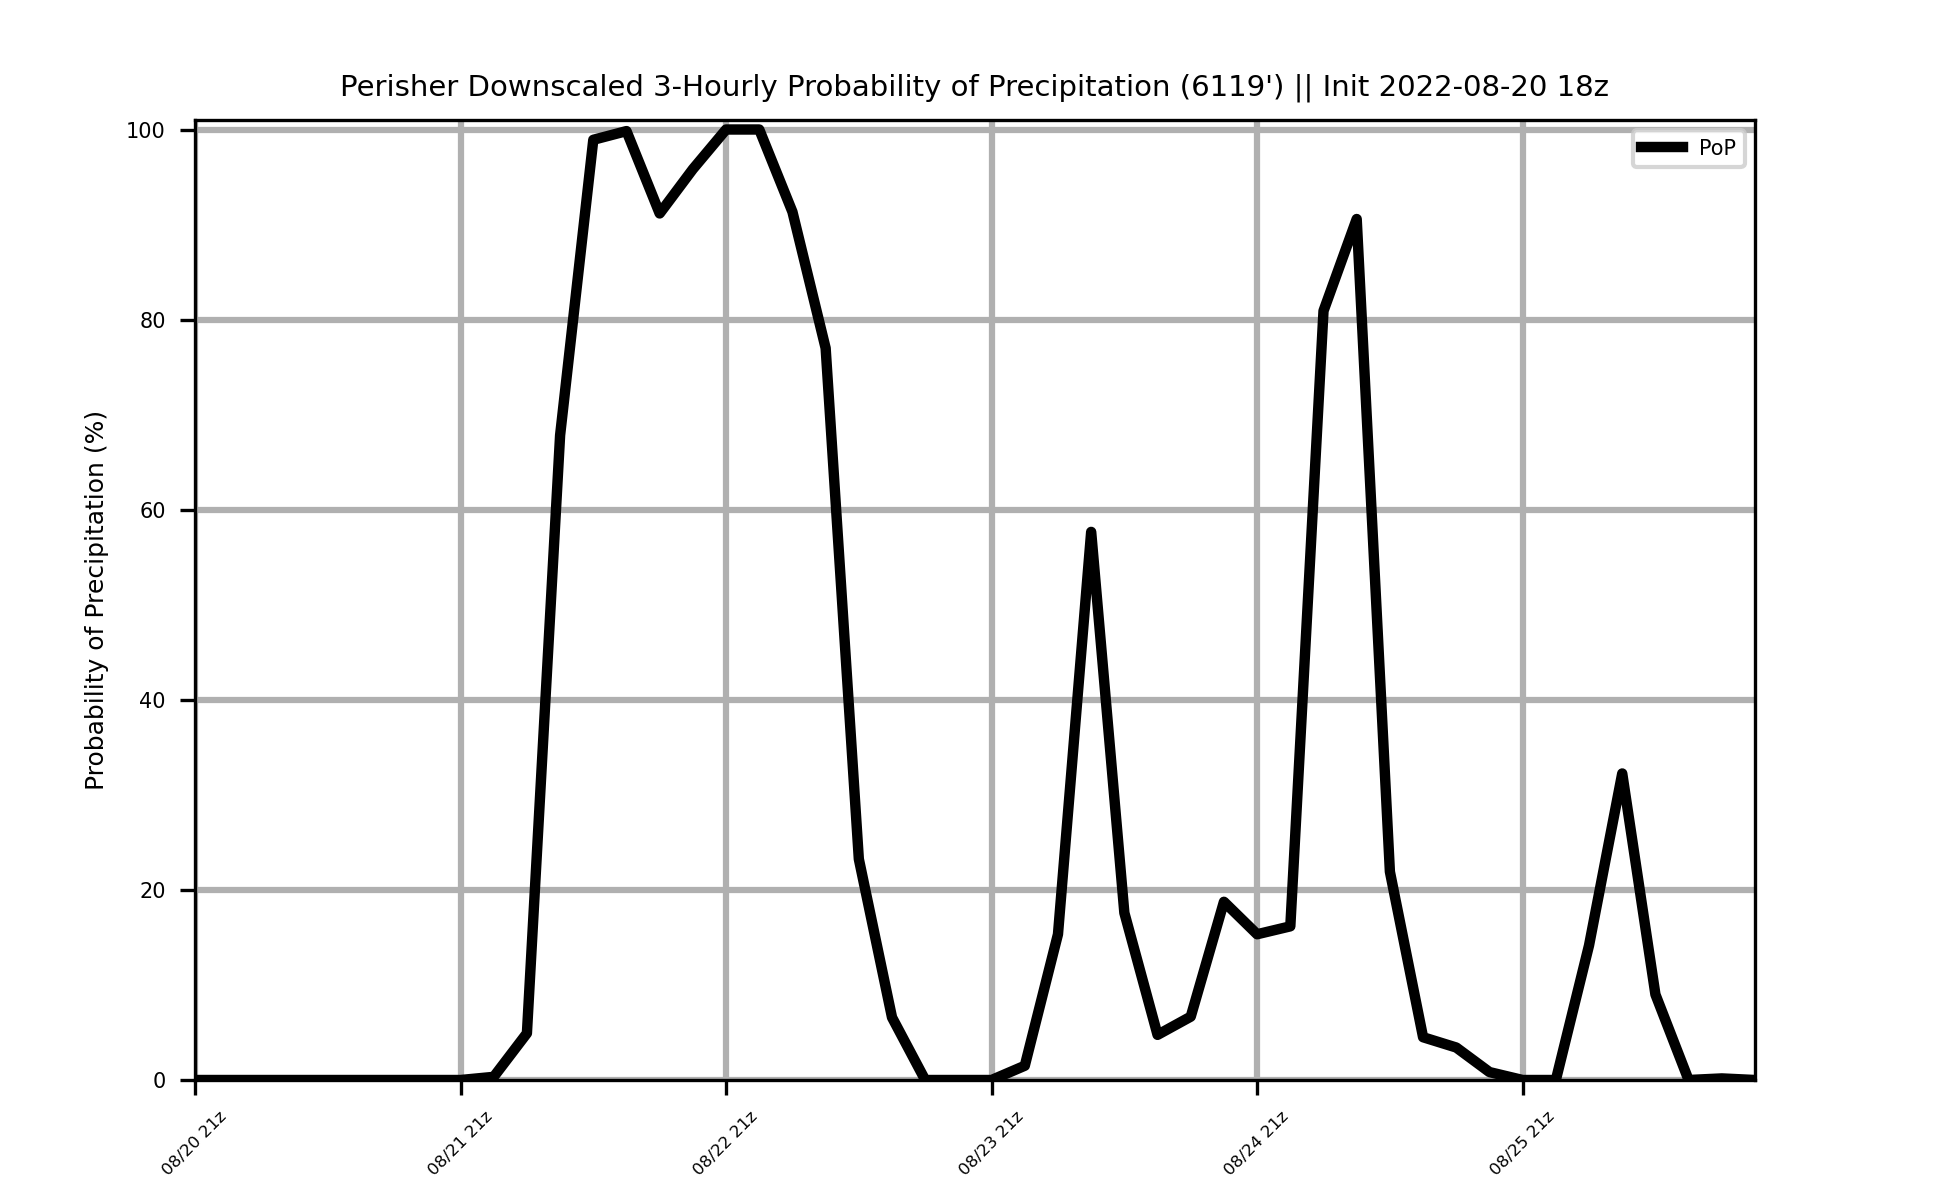 Perisher Downscaled 3-Hourly Probability of Precipitation (6119') || Init 2022-08-20 18z
PoP
Probability of Precipitation (%)
100
80
60
40
20
0
08/20 21z
08/21 21z
08/22 21z
08/23 21z
08/24 21z
08/25 21z